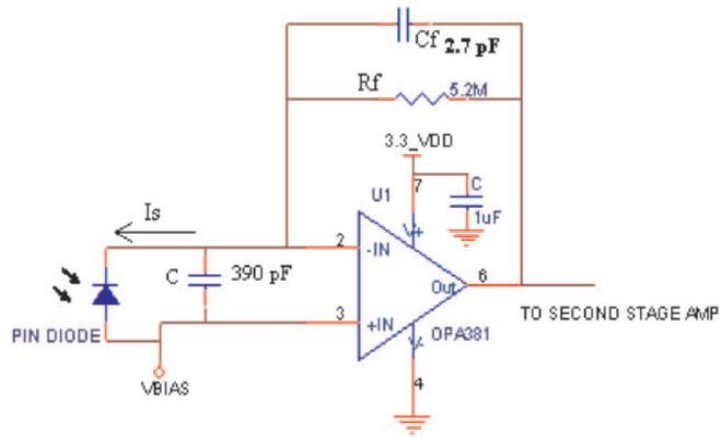 Cf 2.7 pF
Rf 5.2M
3.3_VDD
7
U1
C
1uF
Is
2
-IN
V+
C 390 pF
Out
6
3
+IN
V-
OPA381
TO SECOND STAGE AMP
PIN DIODE
4
VBIAS